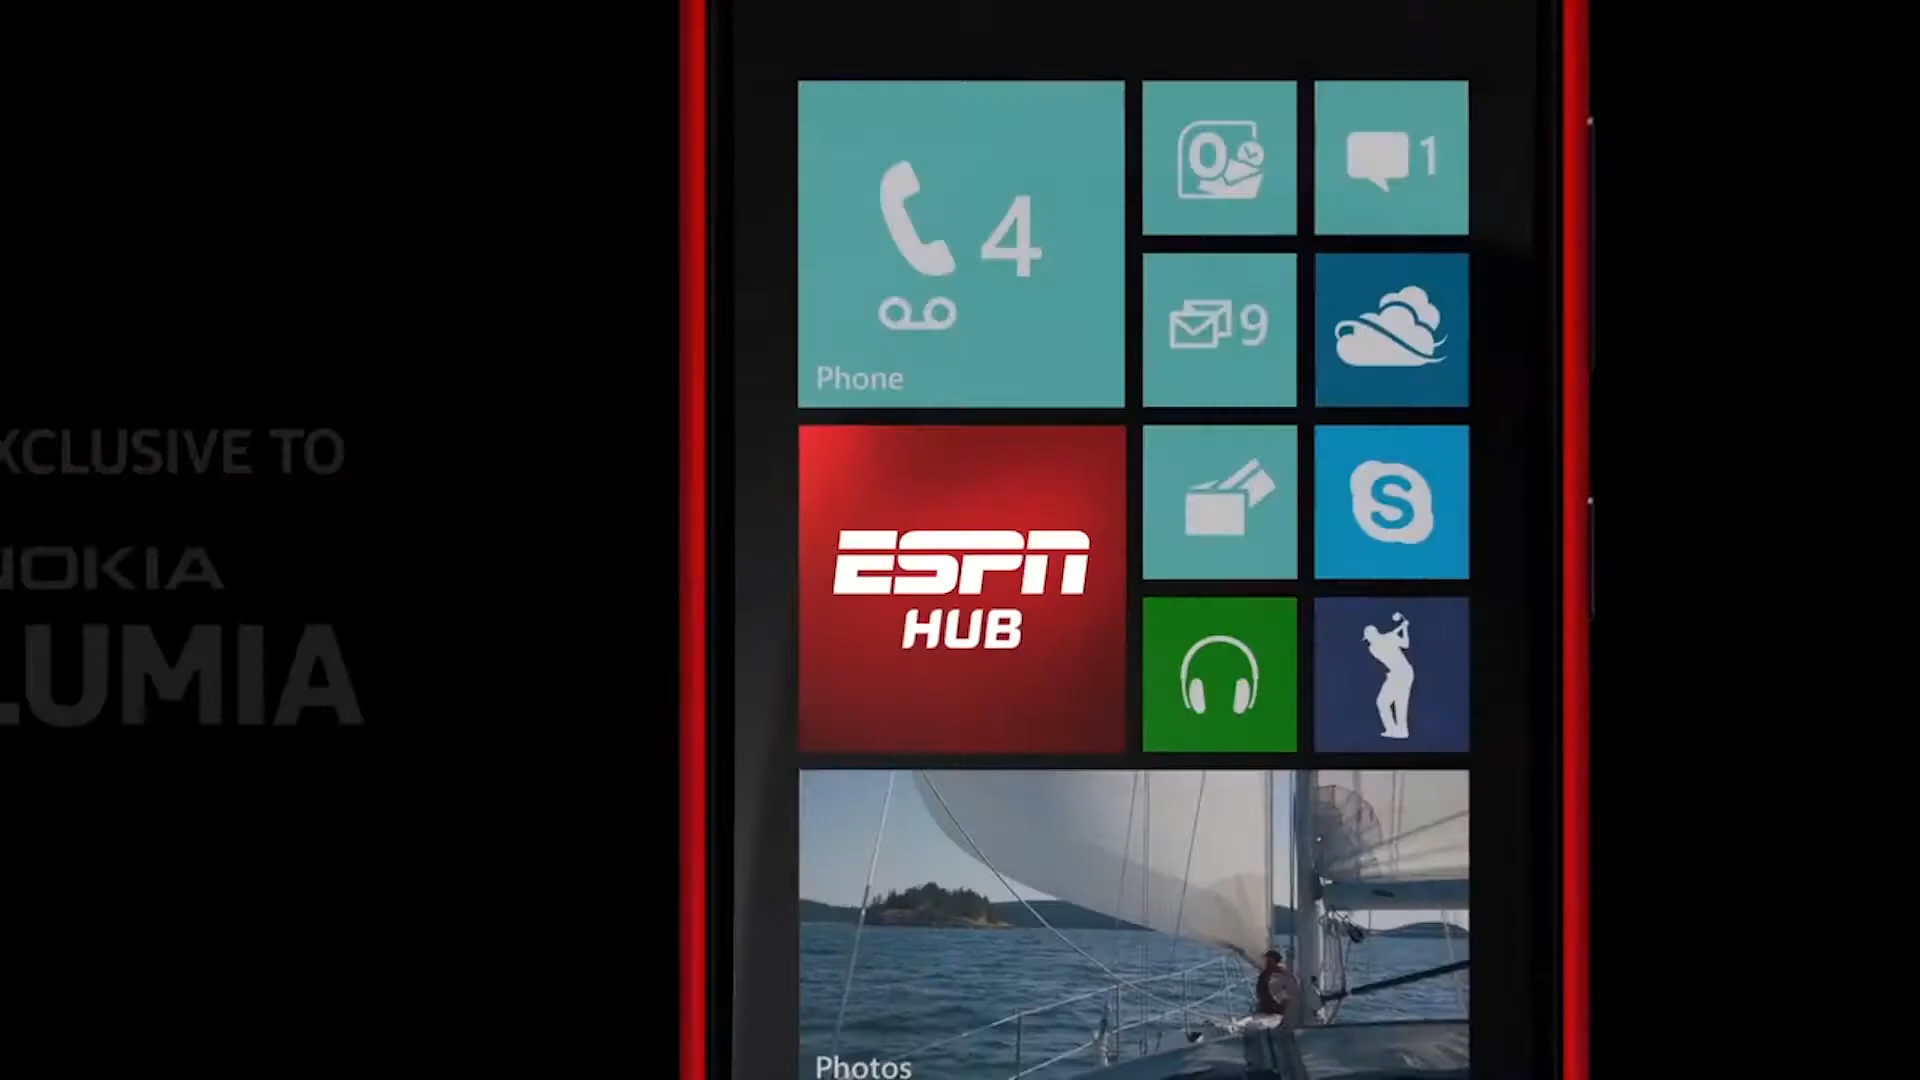 XCLUSIVE TO
NOKIA
LUMIA
4
Phone
O
1
9
ESPN
HUB
S
Photos